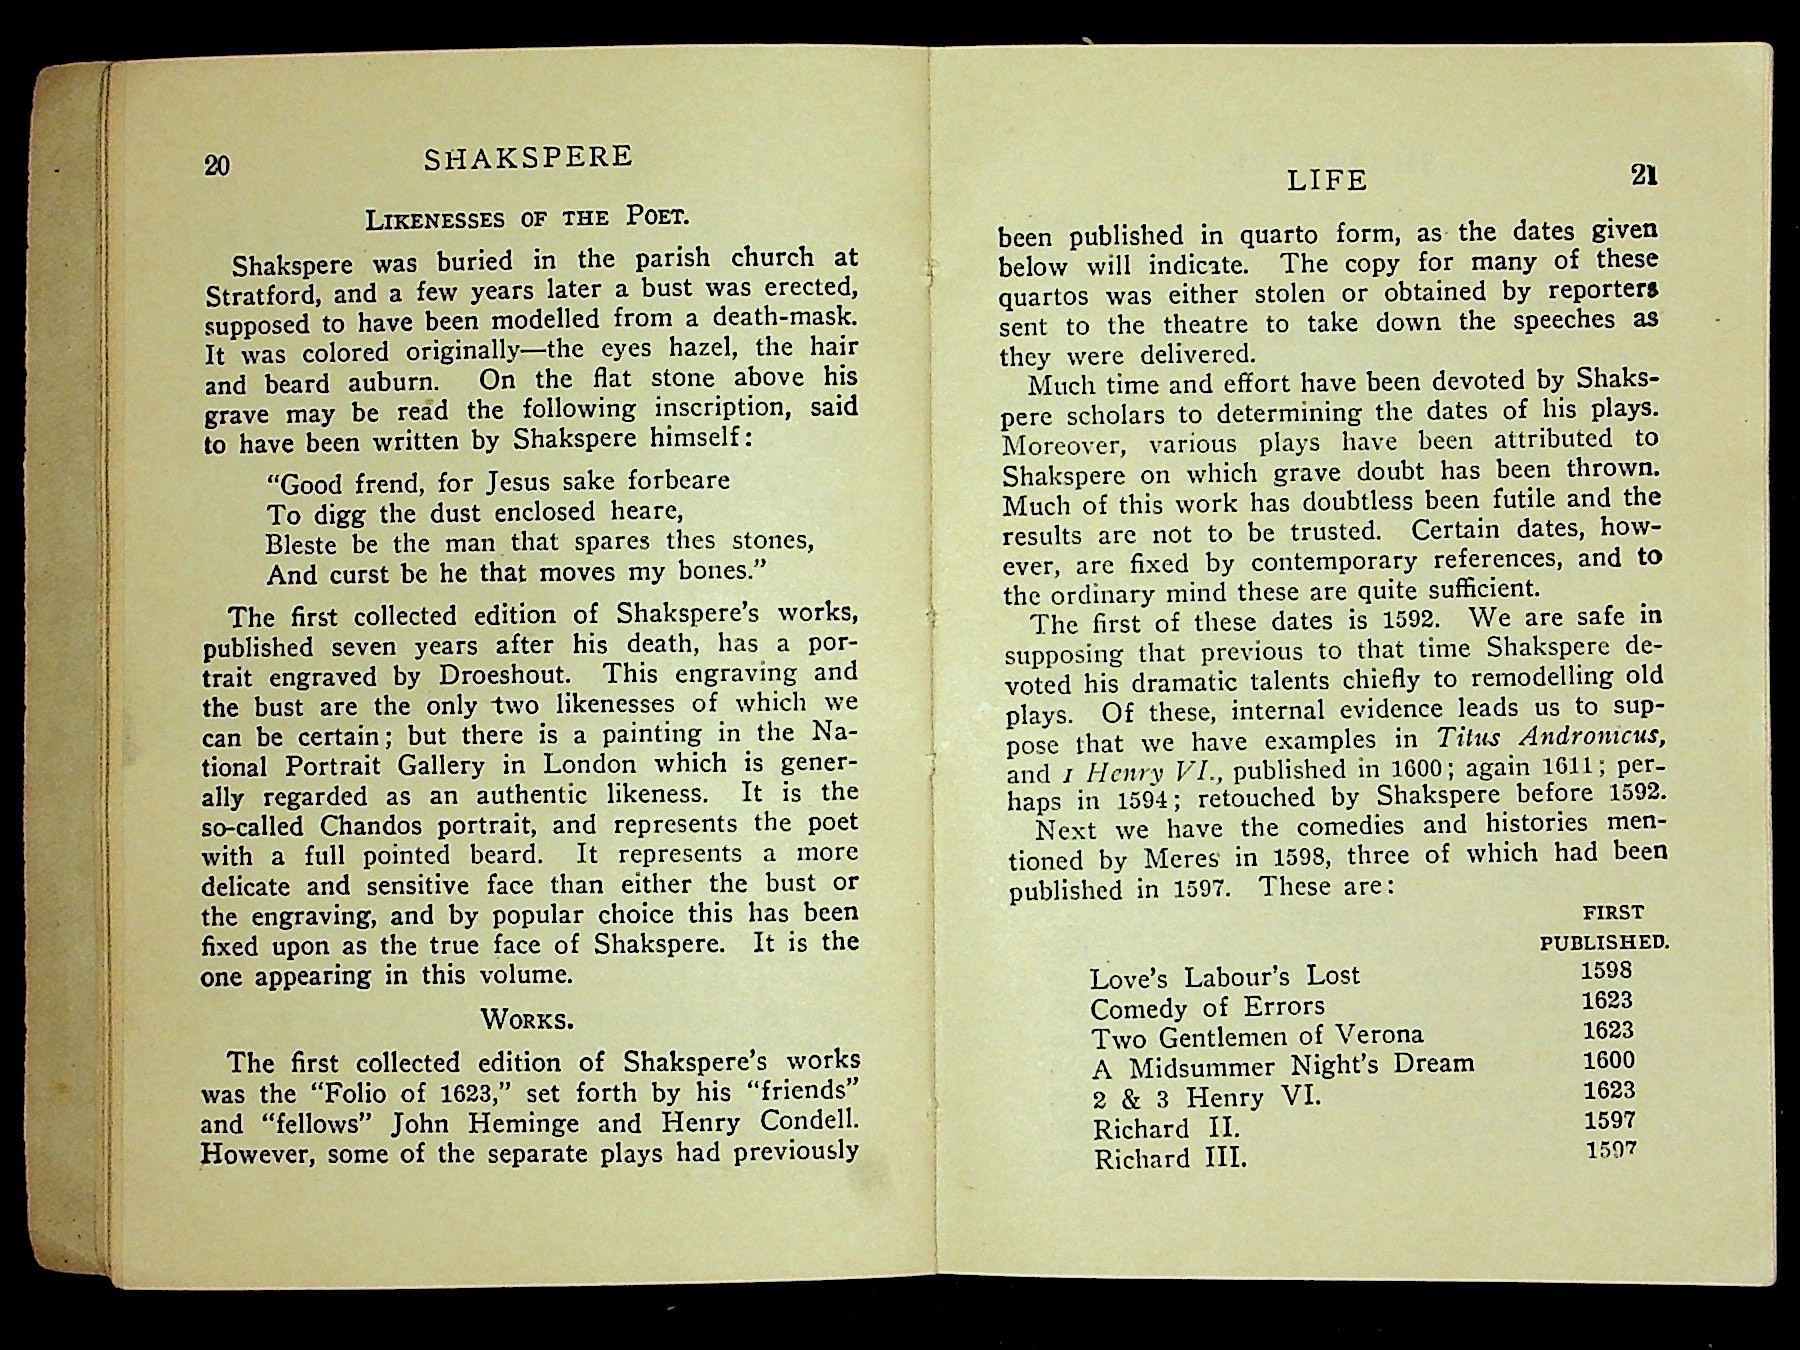 20
SHAKSPERE
LIKENESSES OF THE POET.
Shakspere was buried in the parish church at
Stratford, and a few years later a bust was erected,
supposed to have been modelled from a death-mask.
It was colored originally—the eyes hazel, the hair
and beard auburn. On the flat stone above his
grave may be read the following inscription, said
to have been written by Shakspere himself:
“Good frend, for Jesus sake forbeare
To digg the dust enclosed heare,
Bleste be the man that spares thes stones,
And curst be he that moves my bones.”
The first collected edition of Shakspere’s works,
published seven years after his death, has a por-
trait engraved by Droeshout. This engraving and
the bust are the only two likenesses of which we
can be certain; but there is a painting in the Na-
tional Portrait Gallery in London which is gener-
ally regarded as an authentic likeness. It is the
so-called Chandos portrait, and represents the poet
with a full pointed beard. It represents a more
delicate and sensitive face than either the bust or
the engraving, and by popular choice this has been
fixed upon as the true face of Shakspere. It is the
one appearing in this volume.
WORKS.
The first collected edition of Shakspere’s works
was the “Folio of 1623,” set forth by his “friends”
and “fellows” John Heminge and Henry Condell.
However, some of the separate plays had previously
LIFE
21
been published in quarto form, as the dates given
below will indicate. The copy for many of these
quartos was either stolen or obtained by reporters
sent to the theatre to take down the speeches as
they were delivered.
Much time and effort have been devoted by Shaks-
pere scholars to determining the dates of his plays.
Moreover, various plays have been attributed to
Shakspere on which grave doubt has been thrown.
Much of this work has doubtless been futile and the
results are not to be trusted. Certain dates, how-
ever, are fixed by contemporary references, and to
the ordinary mind these are quite sufficient.
The first of these dates is 1592. We are safe in
supposing that previous to that time Shakspere de-
voted his dramatic talents chiefly to remodelling old
plays. Of these, internal evidence leads us to sup-
pose that we have examples in Titus Andronicus,
and 1 Henry VI., published in 1600; again 1611; per-
haps in 1594; retouched by Shakspere before 1592.
Next we have the comedies and histories men-
tioned by Meres in 1598, three of which had been
published in 1597. These are:
FIRST
PUBLISHED.
Love’s Labour’s Lost 1598
Comedy of Errors 1623
Two Gentlemen of Verona 1623
A Midsummer Night’s Dream 1600
2 & 3 Henry VI. 1623
Richard II. 1597
Richard III. 1597